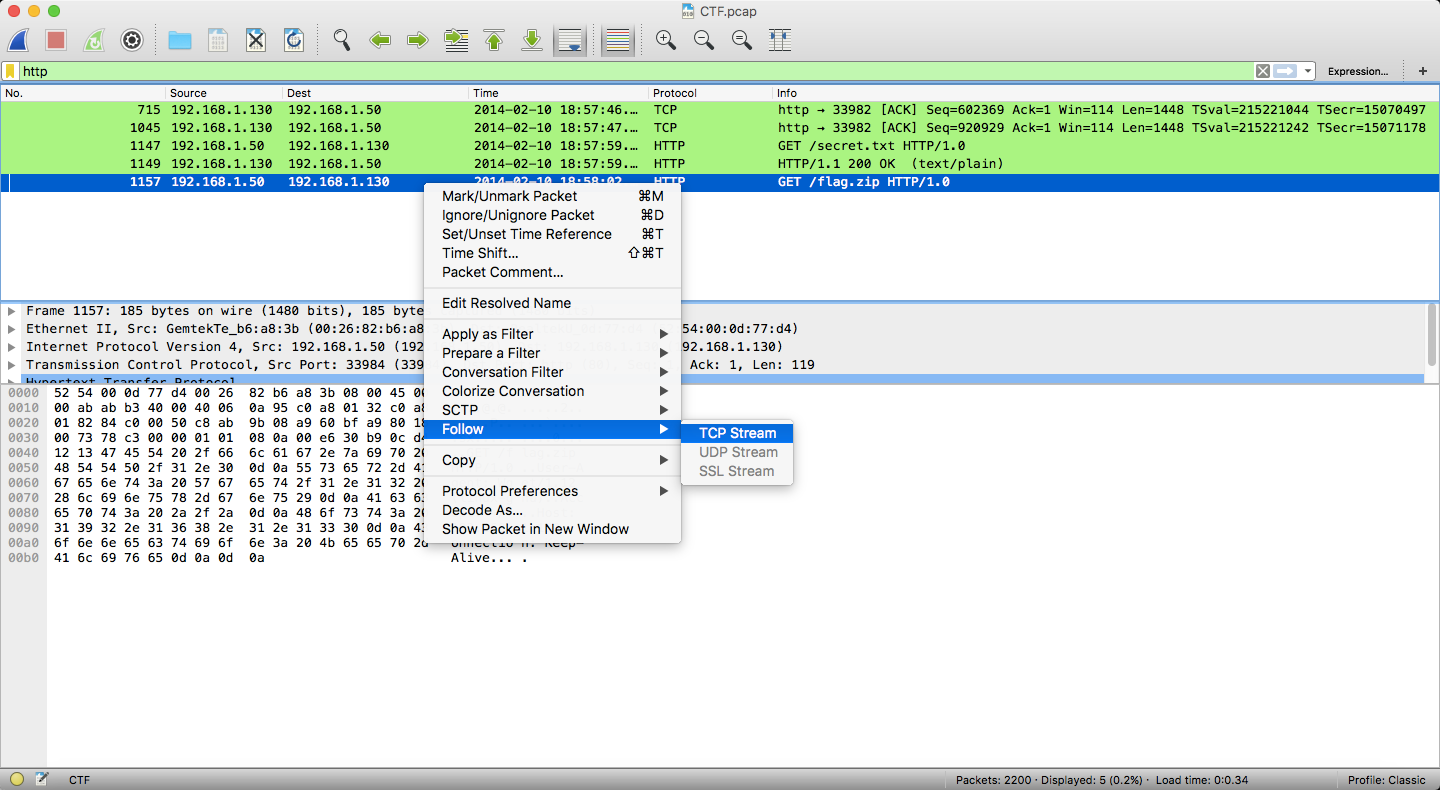 CTF.pcap
http
Expression...
+
No. Source Dest Time Protocol Info
715 192.168.1.130 192.168.1.50 2014-02-10 18:57:46.… TCP http → 33982 [ACK] Seq=602369 Ack=1 Win=114 Len=1448 TSval=215221044 TSecr=15070497
1045 192.168.1.130 192.168.1.50 2014-02-10 18:57:47.… TCP http → 33982 [ACK] Seq=920929 Ack=1 Win=114 Len=1448 TSval=215221242 TSecr=15071178
1147 192.168.1.50 192.168.1.130 2014-02-10 18:57:59.… HTTP GET /secret.txt HTTP/1.0
1149 192.168.1.130 192.168.1.50 2014-02-10 18:57:59.… HTTP HTTP/1.1 200 OK (text/plain)
1157 192.168.1.50 192.168.1.130 2014-02-10 18:58:02 HTTP GET /flag.zip HTTP/1.0
Mark/Unmark Packet ⌘M
Ignore/Unignore Packet ⌘D
Set/Unset Time Reference ⌘T
Time Shift... ⇧⌘T
Packet Comment...
Edit Resolved Name
Apply as Filter
Prepare a Filter
Conversation Filter
Colorize Conversation
SCTP
Follow
TCP Stream
UDP Stream
SSL Stream
Copy
Protocol Preferences
Decode As...
Show Packet in New Window
Frame 1157: 185 bytes on wire (1480 bits), 185 byte
Ethernet II, Src: GemtekTe_b6:a8:3b (00:26:82:b6:a8 54:00:0d:77:d4)
Internet Protocol Version 4, Src: 192.168.1.50 (192 92.168.1.130)
Transmission Control Protocol, Src Port: 33984 (339 Ack: 1, Len: 119
Hypertext Transfer Protocol
0000 52 54 00 0d 77 d4 00 26 82 b6 a8 3b 08 00 45 00
0010 00 ab ab b3 40 00 40 06 0a 95 c0 a8 01 32 c0 a8
0020 01 82 84 c0 00 50 c8 ab 9b 08 a9 60 bf a9 80 18
0030 00 73 78 c3 00 00 01 01 08 0a 00 e6 30 b9 0c d4
0040 12 13 47 45 54 20 2f 66 6c 61 67 2e 7a 69 70 20
0050 48 54 54 50 2f 31 2e 30 0d 0a 55 73 65 72 2d 41
0060 67 65 6e 74 3a 20 57 67 65 74 2f 31 2e 31 32 20
0070 28 6c 69 6e 75 78 2d 67 6e 75 29 0d 0a 41 63 63
0080 65 70 74 3a 20 2a 2f 2a 0d 0a 48 6f 73 74 3a 20
0090 31 39 32 2e 31 36 38 2e 31 2e 31 33 30 0d 0a 43
00a0 6f 6e 6e 65 63 74 69 6f 6e 3a 20 4b 65 65 70 2d onnectio n: Keep-
00b0 41 6c 69 76 65 0d 0a 0d 0a Alive... .
CTF
Packets: 2200 · Displayed: 5 (0.2%) · Load time: 0:0.34
Profile: Classic